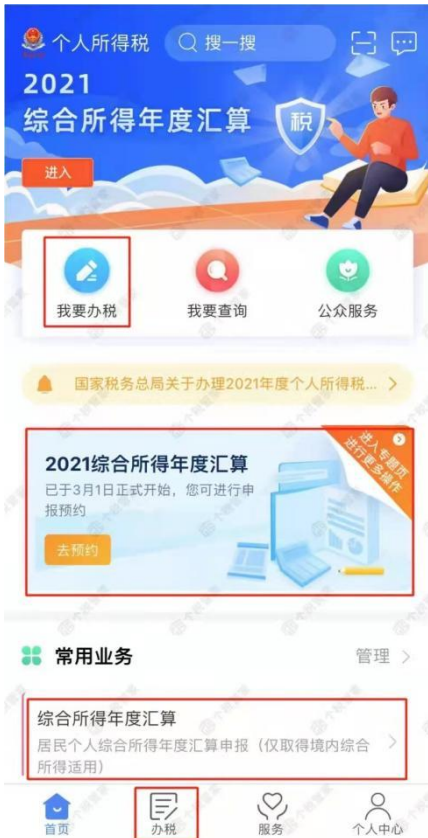 个人所得税
搜一搜
2021
综合所得年度汇算
税
进入
我要办税
我要查询
公众服务
国家税务总局关于办理2021年度个人所得税...
2021综合所得年度汇算
已于3月1日正式开始，您可进行申
报预约
去预约
进入专题页
进行更多操作
常用业务
管理
综合所得年度汇算
居民个人综合所得年度汇算申报（仅取得境内综合
所得适用）
首页
办税
服务
个人中心